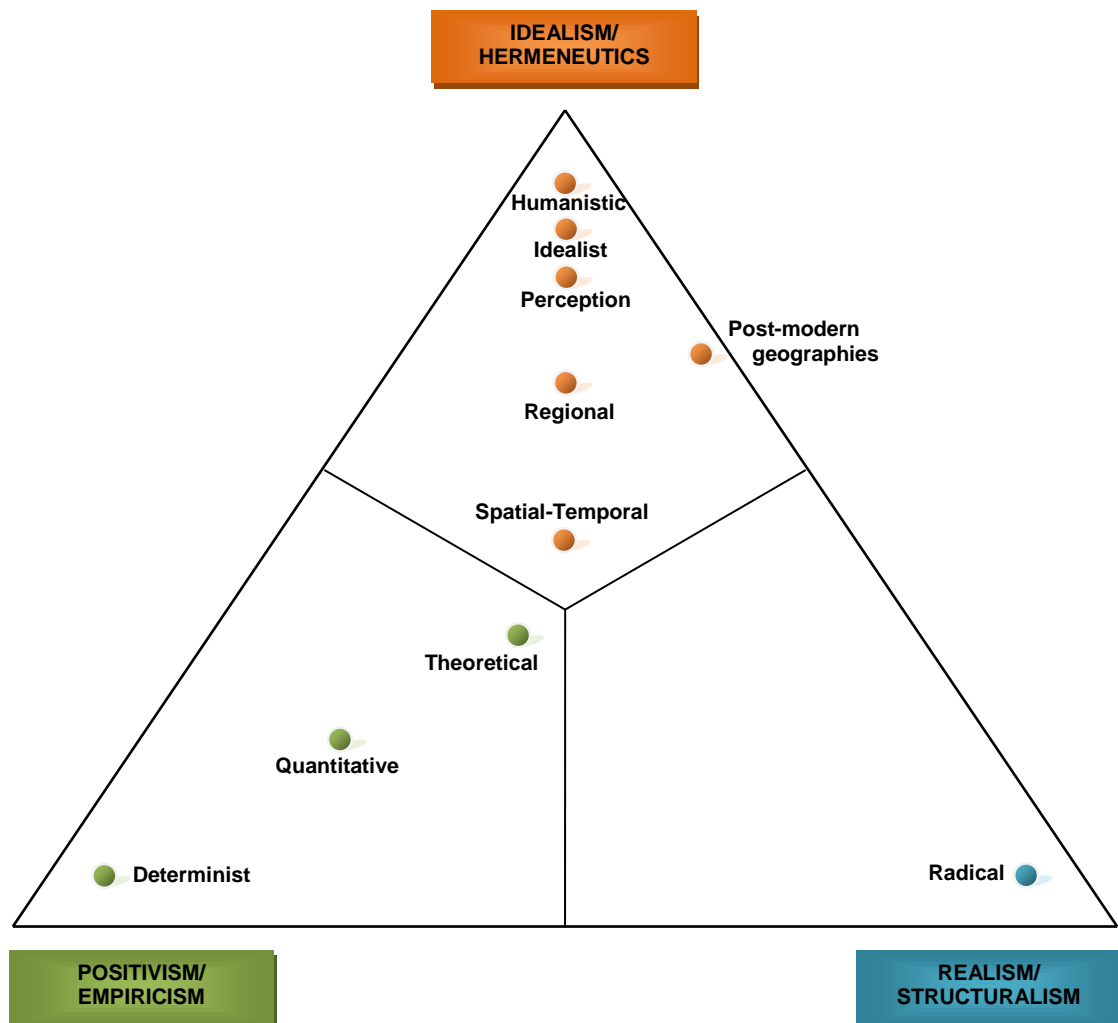 IDEALISM/
HERMENEUTICS
Humanistic
Idealist
Perception
Post-modern
geographies
Regional
Spatial-Temporal
Theoretical
Quantitative
Determinist
Radical
POSITIVISM/
EMPIRICISM
REALISM/
STRUCTURALISM